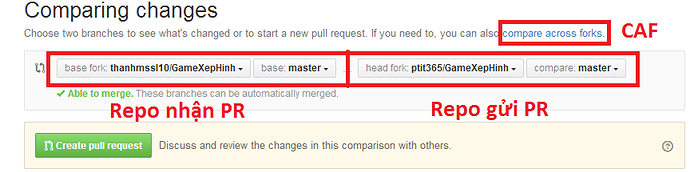 Comparing changes
Choose two branches to see what's changed or to start a new pull request. If you need to, you can also compare across forks. CAF
base fork: thanhmssl10/GameXepHinh base: master ... head fork: ptit365/GameXepHinh compare: master
Able to merge. These branches can be automatically merged.
Repo nhận PR Repo gửi PR
Create pull request Discuss and review the changes in this comparison with others.